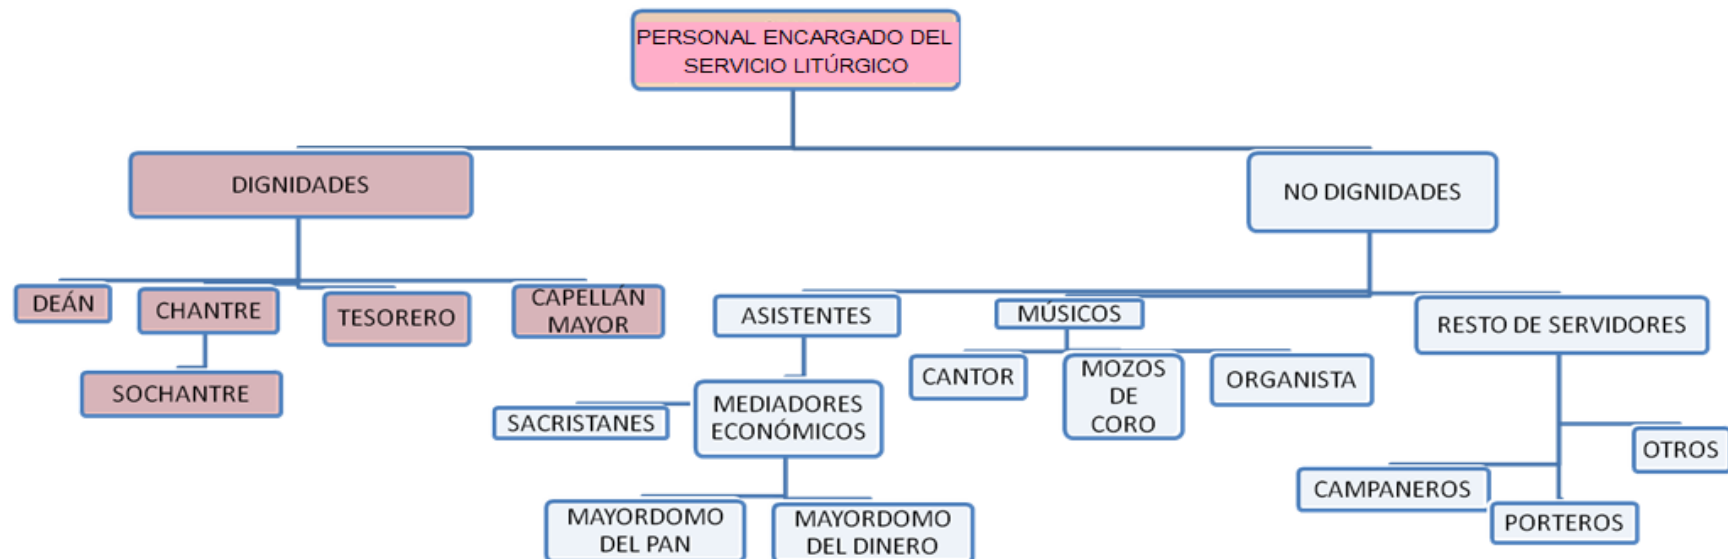 PERSONAL ENCARGADO DEL
SERVICIO LITÚRGICO
DIGNIDADES
NO DIGNIDADES
DEÁN
CHANTRE
TESORERO
CAPELLÁN
MAYOR
SOCHANTRE
ASISTENTES
MÚSICOS
RESTO DE SERVIDORES
SACRISTANES
MEDIADORES
ECONÓMICOS
CANTOR
MOZOS
DE
CORO
ORGANISTA
MAYORDOMO
DEL PAN
MAYORDOMO
DEL DINERO
CAMPANEROS
PORTEROS
OTROS